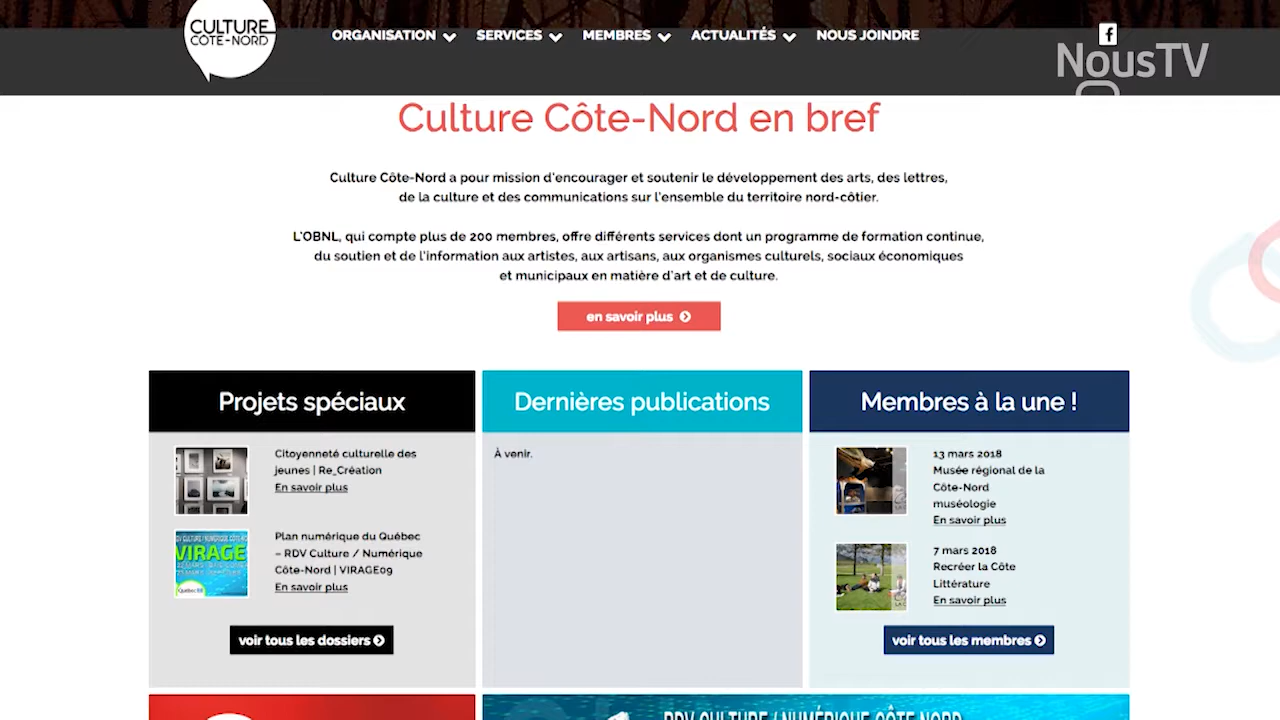 CULTURE
CÔTE-NORD
ORGANISATION
SERVICES
MEMBRES
ACTUALITÉS
NOUS JOINDRE
f
NousTV
Culture Côte-Nord en bref
Culture Côte-Nord a pour mission d'encourager et soutenir le développement des arts, des lettres,
de la culture et des communications sur l'ensemble du territoire nord-côtier.
L'OBNL, qui compte plus de 200 membres, offre différents services dont un programme de formation continue,
du soutien et de l'information aux artistes, aux artisans, aux organismes culturels, sociaux économiques
et municipaux en matière d'art et de culture.
en savoir plus
Projets spéciaux
Citoyenneté culturelle des
jeunes | Re_Création
En savoir plus
VIRAGE
Québec
Plan numérique du Québec
– RDV Culture / Numérique
Côte-Nord | VIRAGE09
En savoir plus
voir tous les dossiers
Dernières publications
À venir.
Membres à la une !
13 mars 2018
Musée régional de la
Côte-Nord
muséologie
En savoir plus
7 mars 2018
Recréer la Côte
Littérature
En savoir plus
voir tous les membres
RDV CULTURE / NUMÉRIQUE CÔTE-NORD